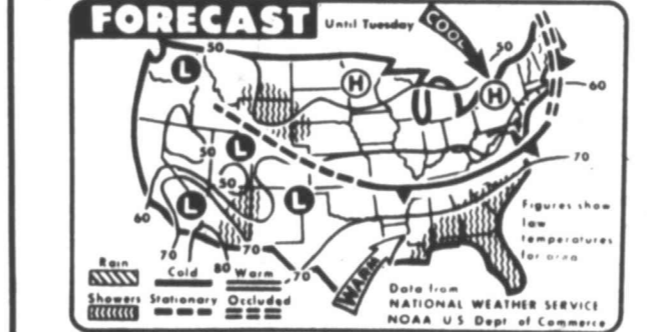 FORECAST
Until Tuesday
COOL
50
50
L
H
H
60
L
50
50
70
L
L
60
70
80
70
70
WARM
Figures show
low
temperatures
for area
Rain
Cold
Warm
Showers
Stationary
Occluded
Data from
NATIONAL WEATHER SERVICE
NOAA U S Dept of Commerce